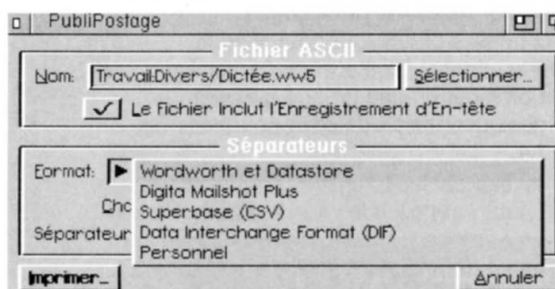 PubliPostage
Fichier ASCII
Nom: Travail:Divers/Dictée.ww5 Sélectionner...
Le Fichier Inclut l'Enregistrement d'En-tête
Séparateurs
Format: Wordworth et Datastore
Digita Mailshot Plus
Cha Superbase (CSV)
Séparateur Data Interchange Format (DIF)
Personnel
Imprimer... Annuler